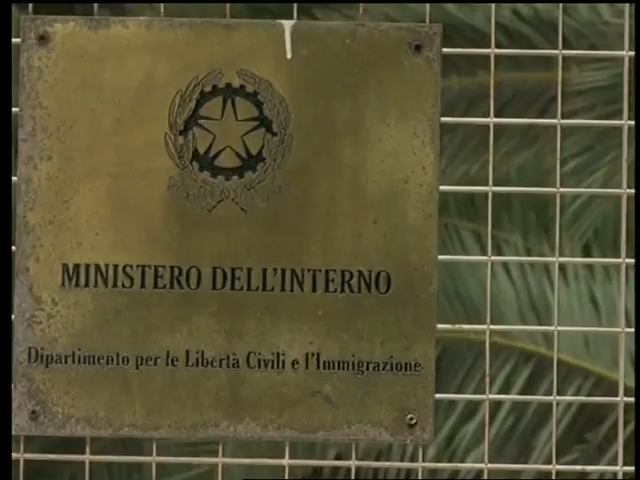 MINISTERO DELL'INTERNO
Dipartimento per le Libertà Civili e l'Immigrazione